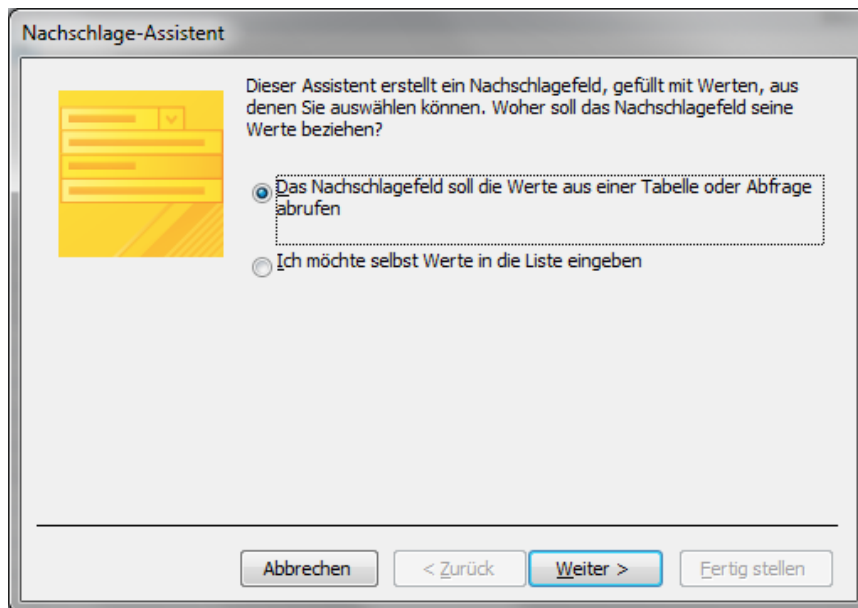 Nachschlage-Assistent
Dieser Assistent erstellt ein Nachschlagefeld, gefüllt mit Werten, aus
denen Sie auswählen können. Woher soll das Nachschlagefeld seine
Werte beziehen?
Das Nachschlagefeld soll die Werte aus einer Tabelle oder Abfrage
abrufen
Ich möchte selbst Werte in die Liste eingeben
Abbrechen
< Zurück
Weiter >
Fertig stellen